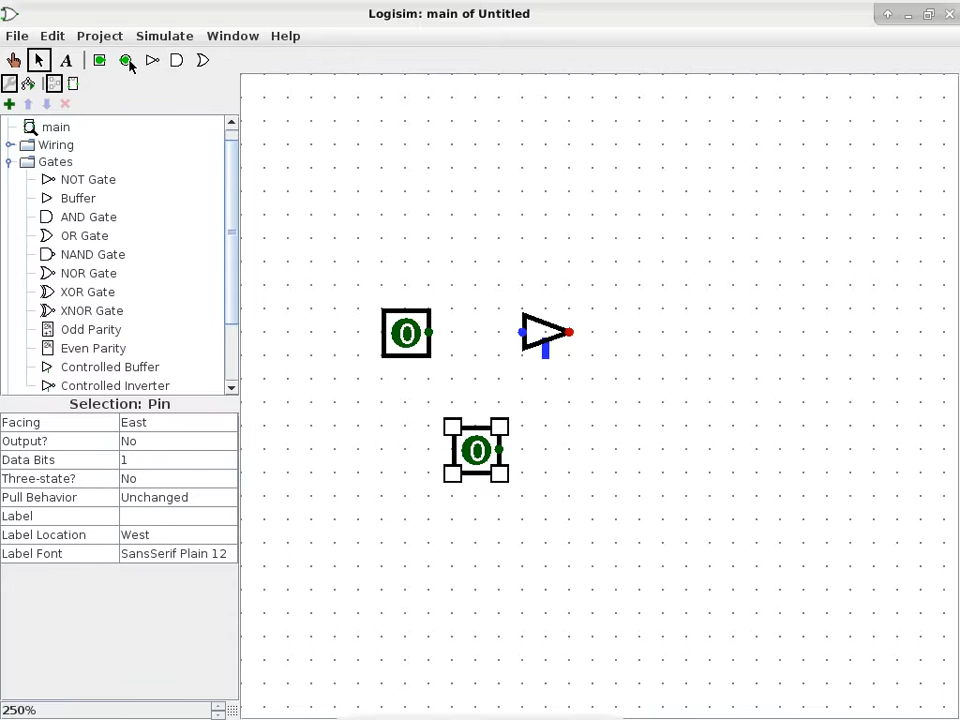 Logisim: main of Untitled
File Edit Project Simulate Window Help
A
main
Wiring
Gates
NOT Gate
Buffer
AND Gate
OR Gate
NAND Gate
NOR Gate
XOR Gate
XNOR Gate
Odd Parity
Even Parity
Controlled Buffer
Controlled Inverter
Selection: Pin
Facing East
Output? No
Data Bits 1
Three-state? No
Pull Behavior Unchanged
Label
Label Location West
Label Font SansSerif Plain 12
0
0
250%